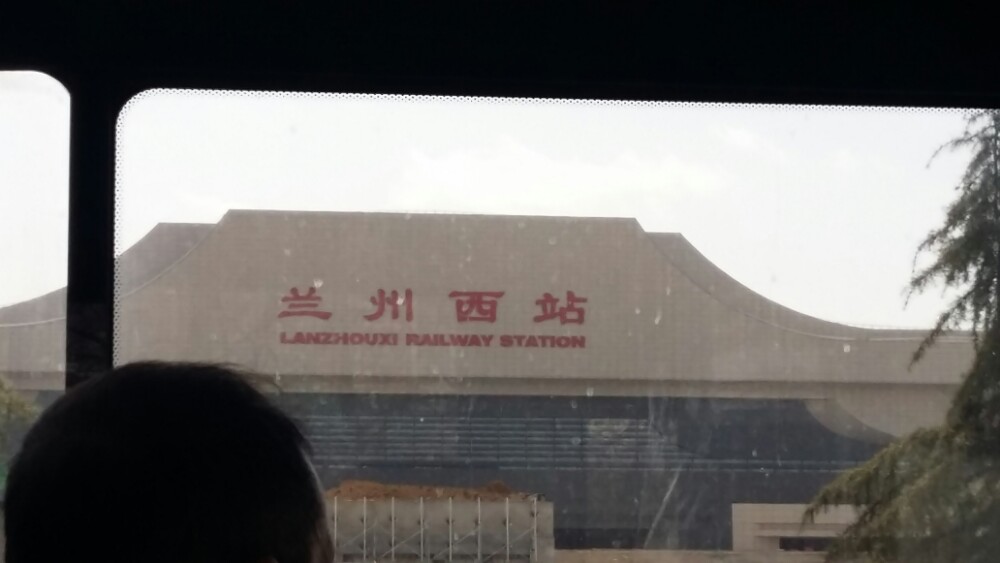 兰州西站
LANZHOUXI RAILWAY STATION